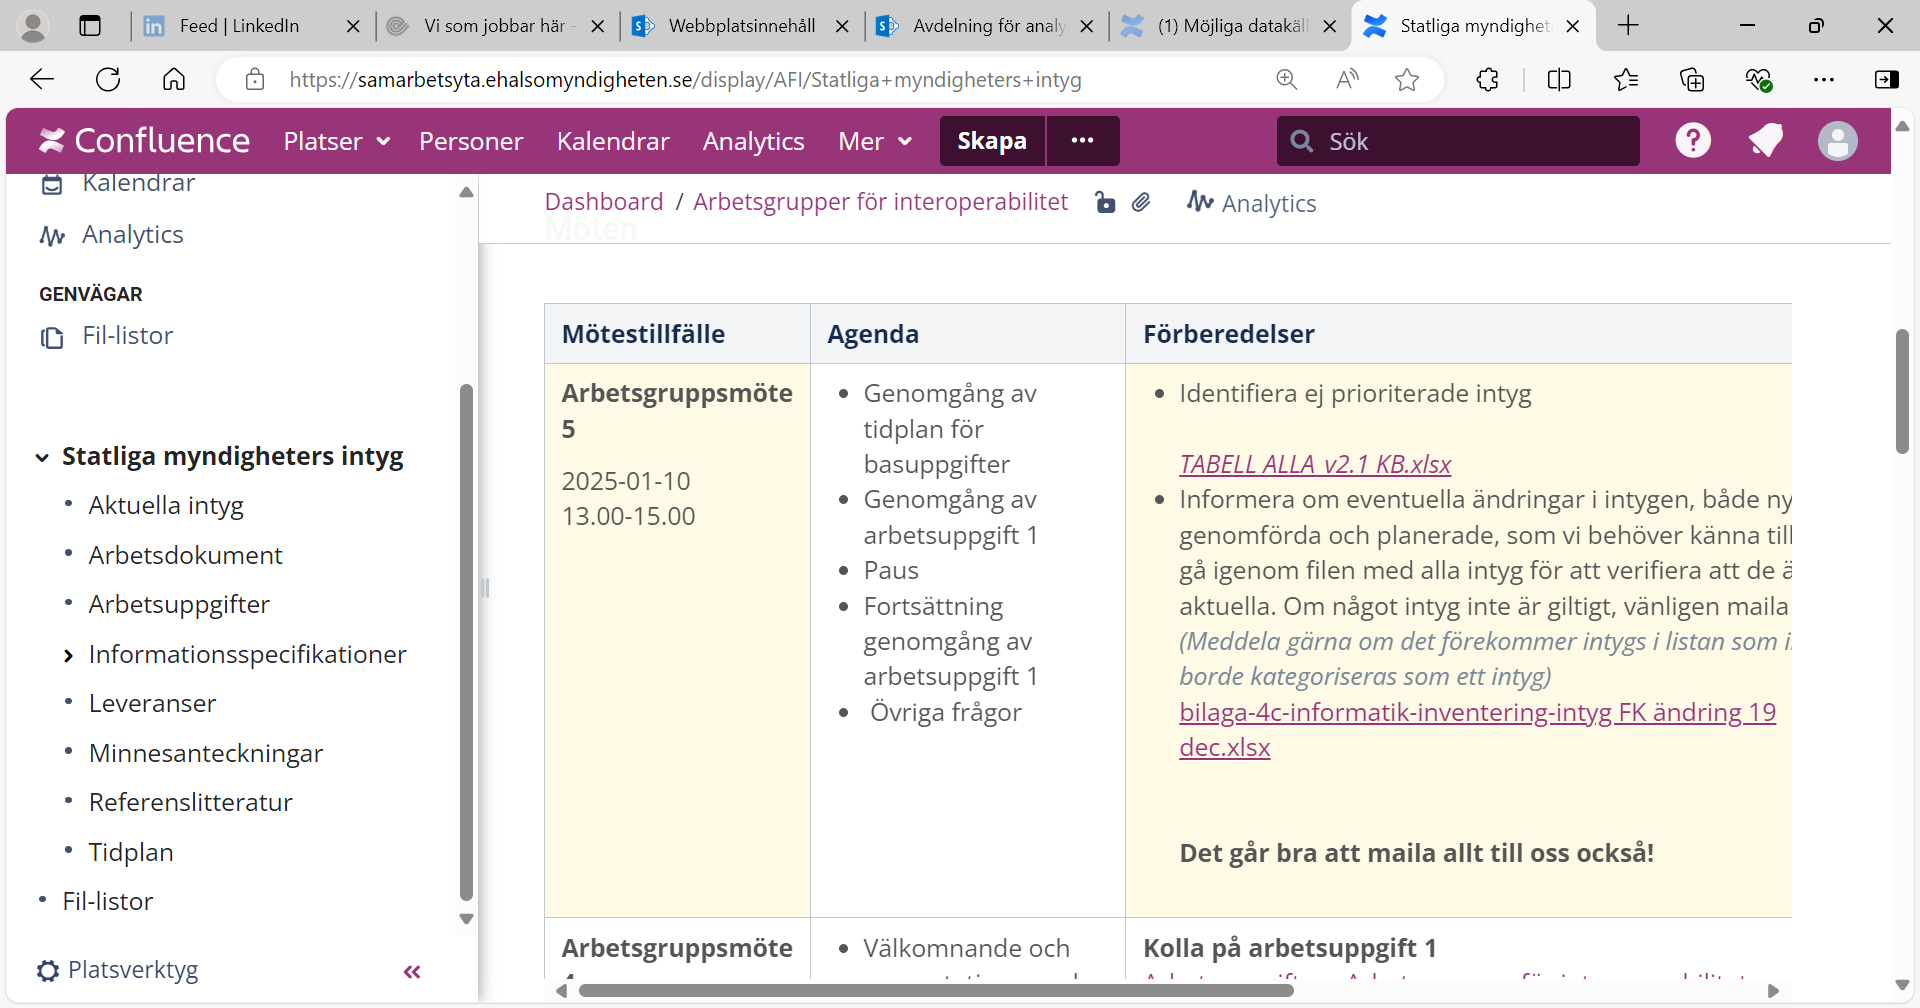 Feed | LinkedIn
Vi som jobbar här -
Webbplatsinnehåll
Avdelning för analy
(1) Möjliga datakäll
Statliga myndighet
https://samarbetsyta.ehalsomyndigheten.se/display/AFI/Statliga+myndigheters+intyg
Confluence Platser Personer Kalendrar Analytics Mer Skapa ••• Sök
Kalendrar
Analytics
GENVÄGAR
Fil-listor
Statliga myndigheters intyg
• Aktuella intyg
• Arbetsdokument
• Arbetsuppgifter
Informationsspecifikationer
• Leveranser
• Minnesanteckningar
• Referenslitteratur
• Tidplan
• Fil-listor
Platsverktyg «
Dashboard / Arbetsgrupper för interoperabilitet Analytics
Möten
Mötestillfälle
Agenda
Förberedelser
Arbetsgruppsmöte
5
2025-01-10
13.00-15.00
• Genomgång av
tidplan för
basuppgifter
• Genomgång av
arbetsuppgift 1
• Paus
• Fortsättning
genomgång av
arbetsuppgift 1
• Övriga frågor
• Identifiera ej prioriterade intyg
TABELL ALLA_v2.1 KB.xlsx
• Informera om eventuella ändringar i intygen, både ny
genomförda och planerade, som vi behöver känna till
gå igenom filen med alla intyg för att verifiera att de ä
aktuella. Om något intyg inte är giltigt, vänligen maila
(Meddela gärna om det förekommer intygs i listan som i
borde kategoriseras som ett intyg)
bilaga-4c-informatik-inventering-intyg FK ändring 19
dec.xlsx
Det går bra att maila allt till oss också!
Arbetsgruppsmöte
• Välkomnande och
Kolla på arbetsuppgift 1